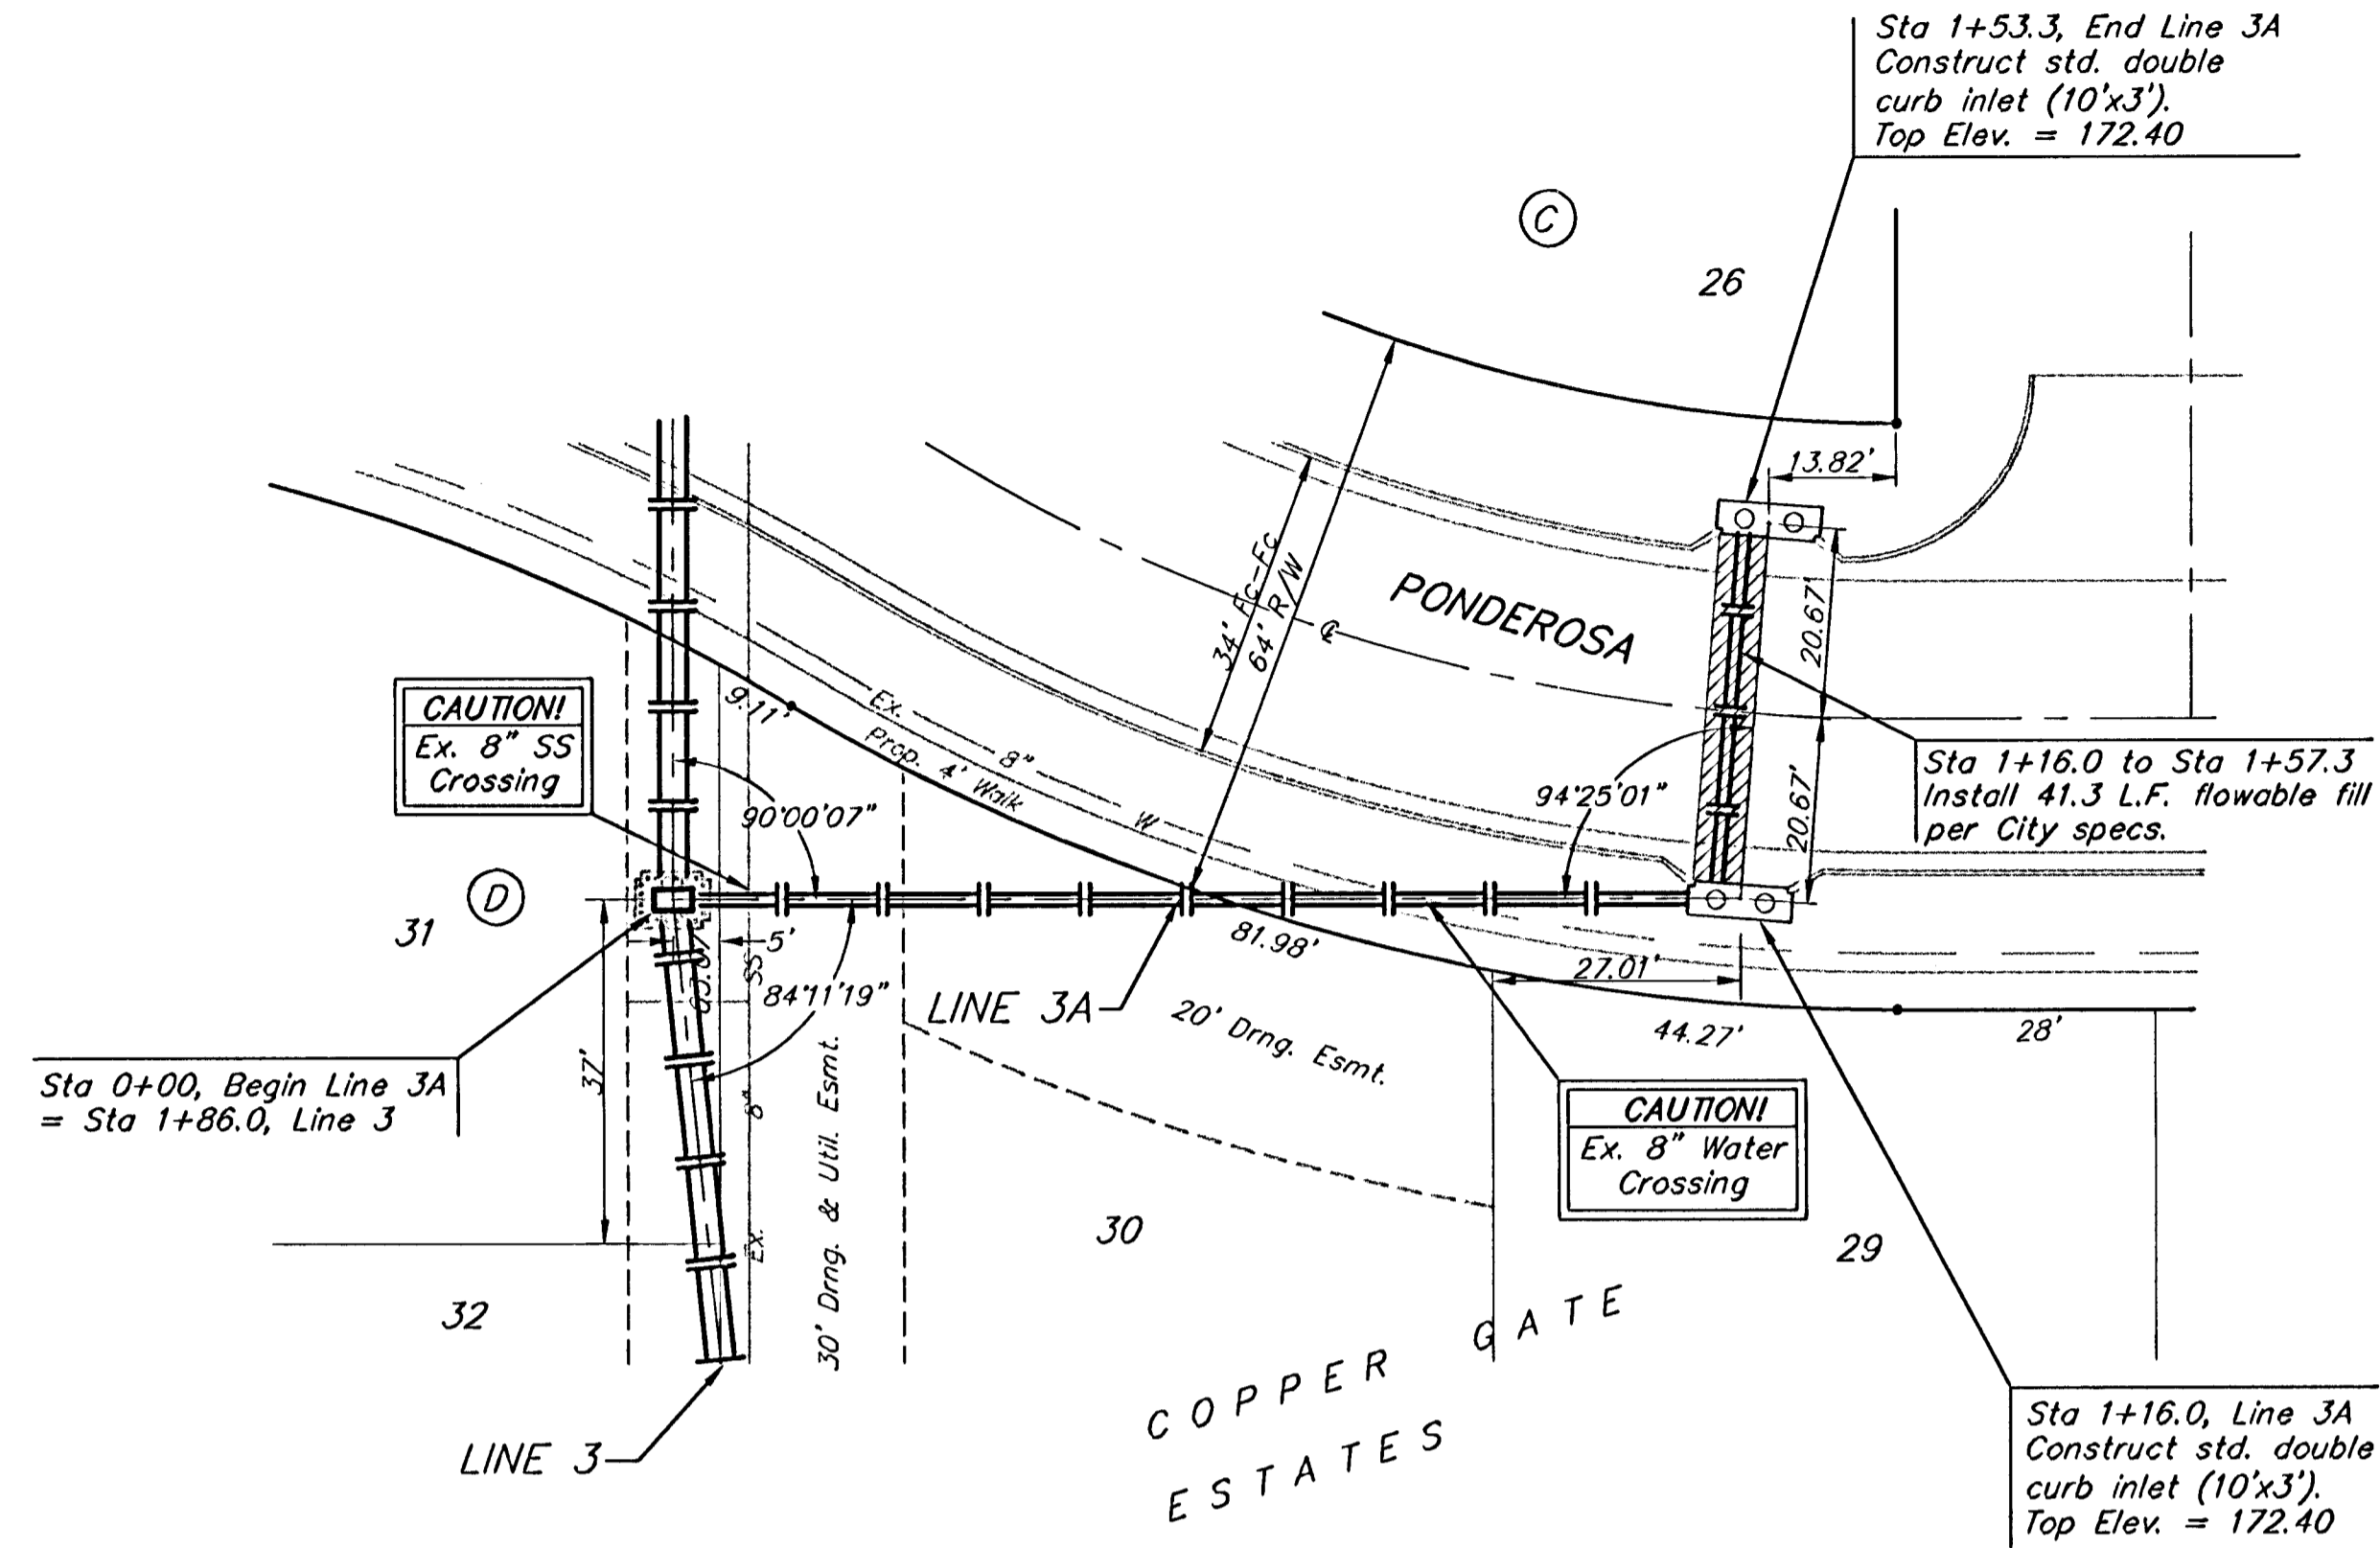 Sta 1+53.3, End Line 3A
Construct std. double
curb inlet (10'x3').
Top Elev. = 172.40
C
26
13.82'
34' Fc-Fc
64' R/W
℄
PONDEROSA
20.67'
20.67'
CAUTION!
Ex. 8" SS
Crossing
9.11'
Ex. 8" W
Prop. 4' Walk
90°00'07"
94°25'01"
Sta 1+16.0 to Sta 1+57.3
Install 41.3 L.F. flowable fill
per City specs.
D
31
5'
81.98'
27.01'
84°11'19"
LINE 3A
20' Drng. Esmt.
44.27'
28'
37'
Sta 0+00, Begin Line 3A
= Sta 1+86.0, Line 3
Ex. 8" SS
30' Drng. & Util. Esmt.
CAUTION!
Ex. 8" Water
Crossing
30
29
32
COPPER GATE
ESTATES
LINE 3
Sta 1+16.0, Line 3A
Construct std. double
curb inlet (10'x3').
Top Elev. = 172.40